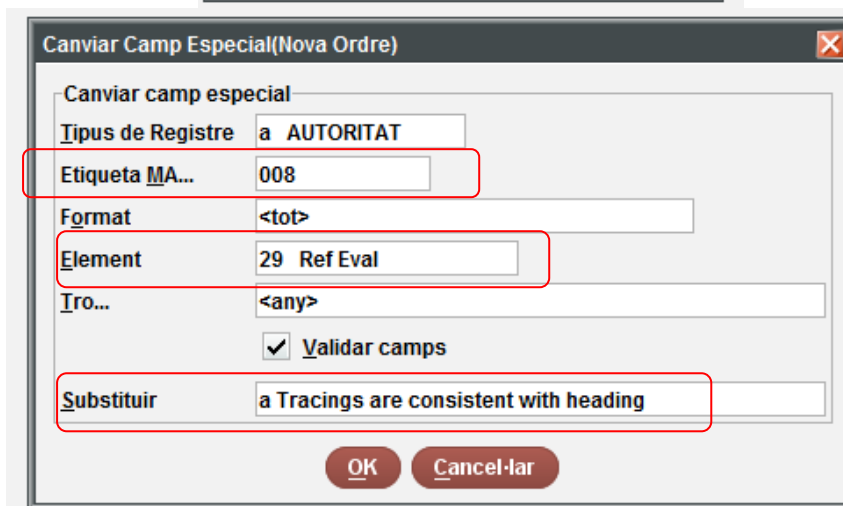 Canviar Camp Especial(Nova Ordre)
Canviar camp especial
Tipus de Registre a AUTORITAT
Etiqueta MA... 008
Format <tot>
Element 29 Ref Eval
Tro... <any>
Validar camps
Substituir a Tracings are consistent with heading
OK Cancel·lar